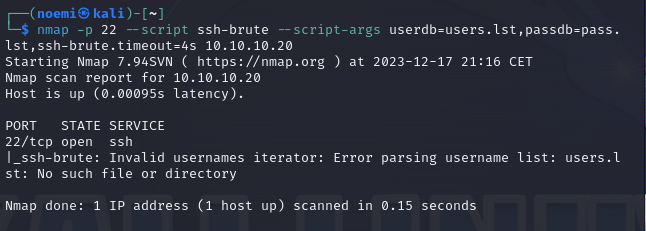 ┌──(noemi㉿kali)-[~]
└─$ nmap -p 22 --script ssh-brute --script-args userdb=users.lst,passdb=pass.
lst,ssh-brute.timeout=4s 10.10.10.20
Starting Nmap 7.94SVN ( https://nmap.org ) at 2023-12-17 21:16 CET
Nmap scan report for 10.10.10.20
Host is up (0.00095s latency).

PORT   STATE SERVICE
22/tcp open  ssh
|_ssh-brute: Invalid usernames iterator: Error parsing username list: users.l
st: No such file or directory

Nmap done: 1 IP address (1 host up) scanned in 0.15 seconds